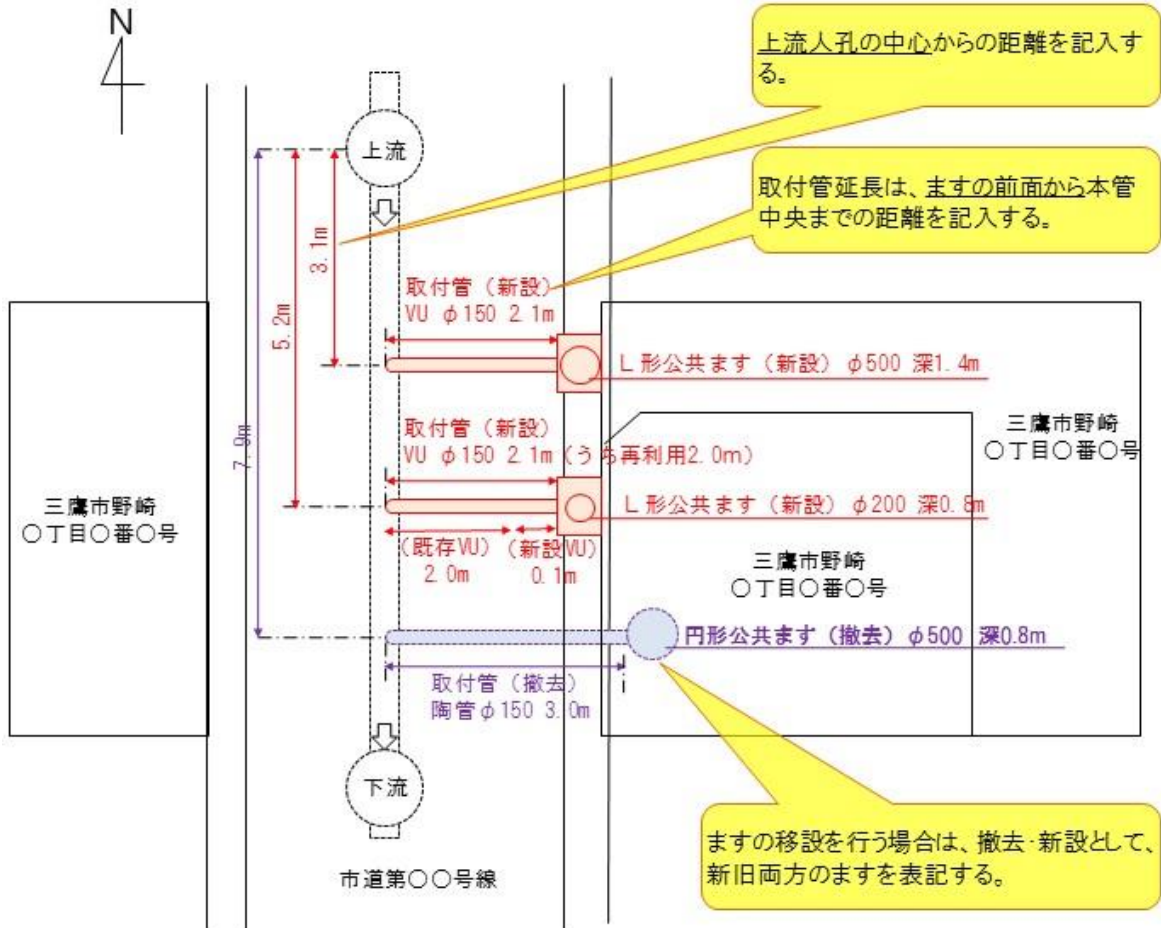 N
上流人孔の中心からの距離を記入す
る。
上流
取付管延長は、ますの前面から本管
中央までの距離を記入する。
3.1m
5.2m
7.9m
取付管（新設）
VU φ150 2.1m
L形公共ます（新設）φ500 深1.4m
取付管（新設）
VU φ150 2.1m（うち再利用2.0m）
三鷹市野崎
○丁目○番○号
三鷹市野崎
○丁目○番○号
L形公共ます（新設）φ200 深0.8m
（既存VU）
2.0m
（新設VU）
0.1m
三鷹市野崎
○丁目○番○号
円形公共ます（撤去）φ500 深0.8m
取付管（撤去）
陶管φ150 3.0m
下流
ますの移設を行う場合は、撤去・新設として、
新旧両方のますを表記する。
市道第○○号線